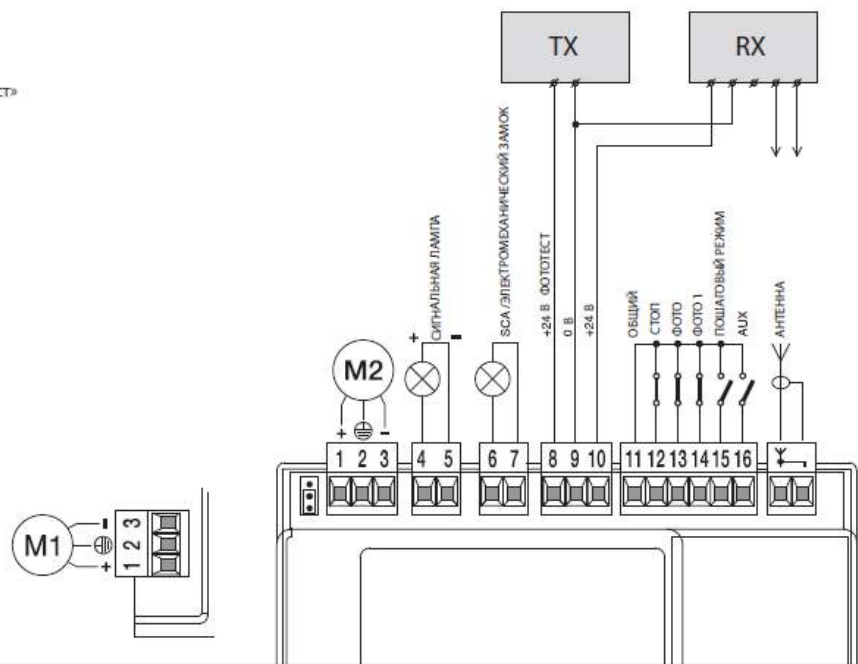 TX
RX
ст»
СИГНАЛЬНАЯ ЛАМПА
SCA /ЭЛЕКТРОМЕХАНИЧЕСКИЙ ЗАМОК
+24 В ФОТОТЕСТ
0 В
+24 В
ОБЩИЙ
СТОП
ФОТО
ФОТО 1
ПОШАГОВЫЙ РЕЖИМ
AUX
АНТЕННА
+ -
M2
+ -
1 2 3 4 5 6 7 8 9 10 11 12 13 14 15 16
M1
- +
1 2 3